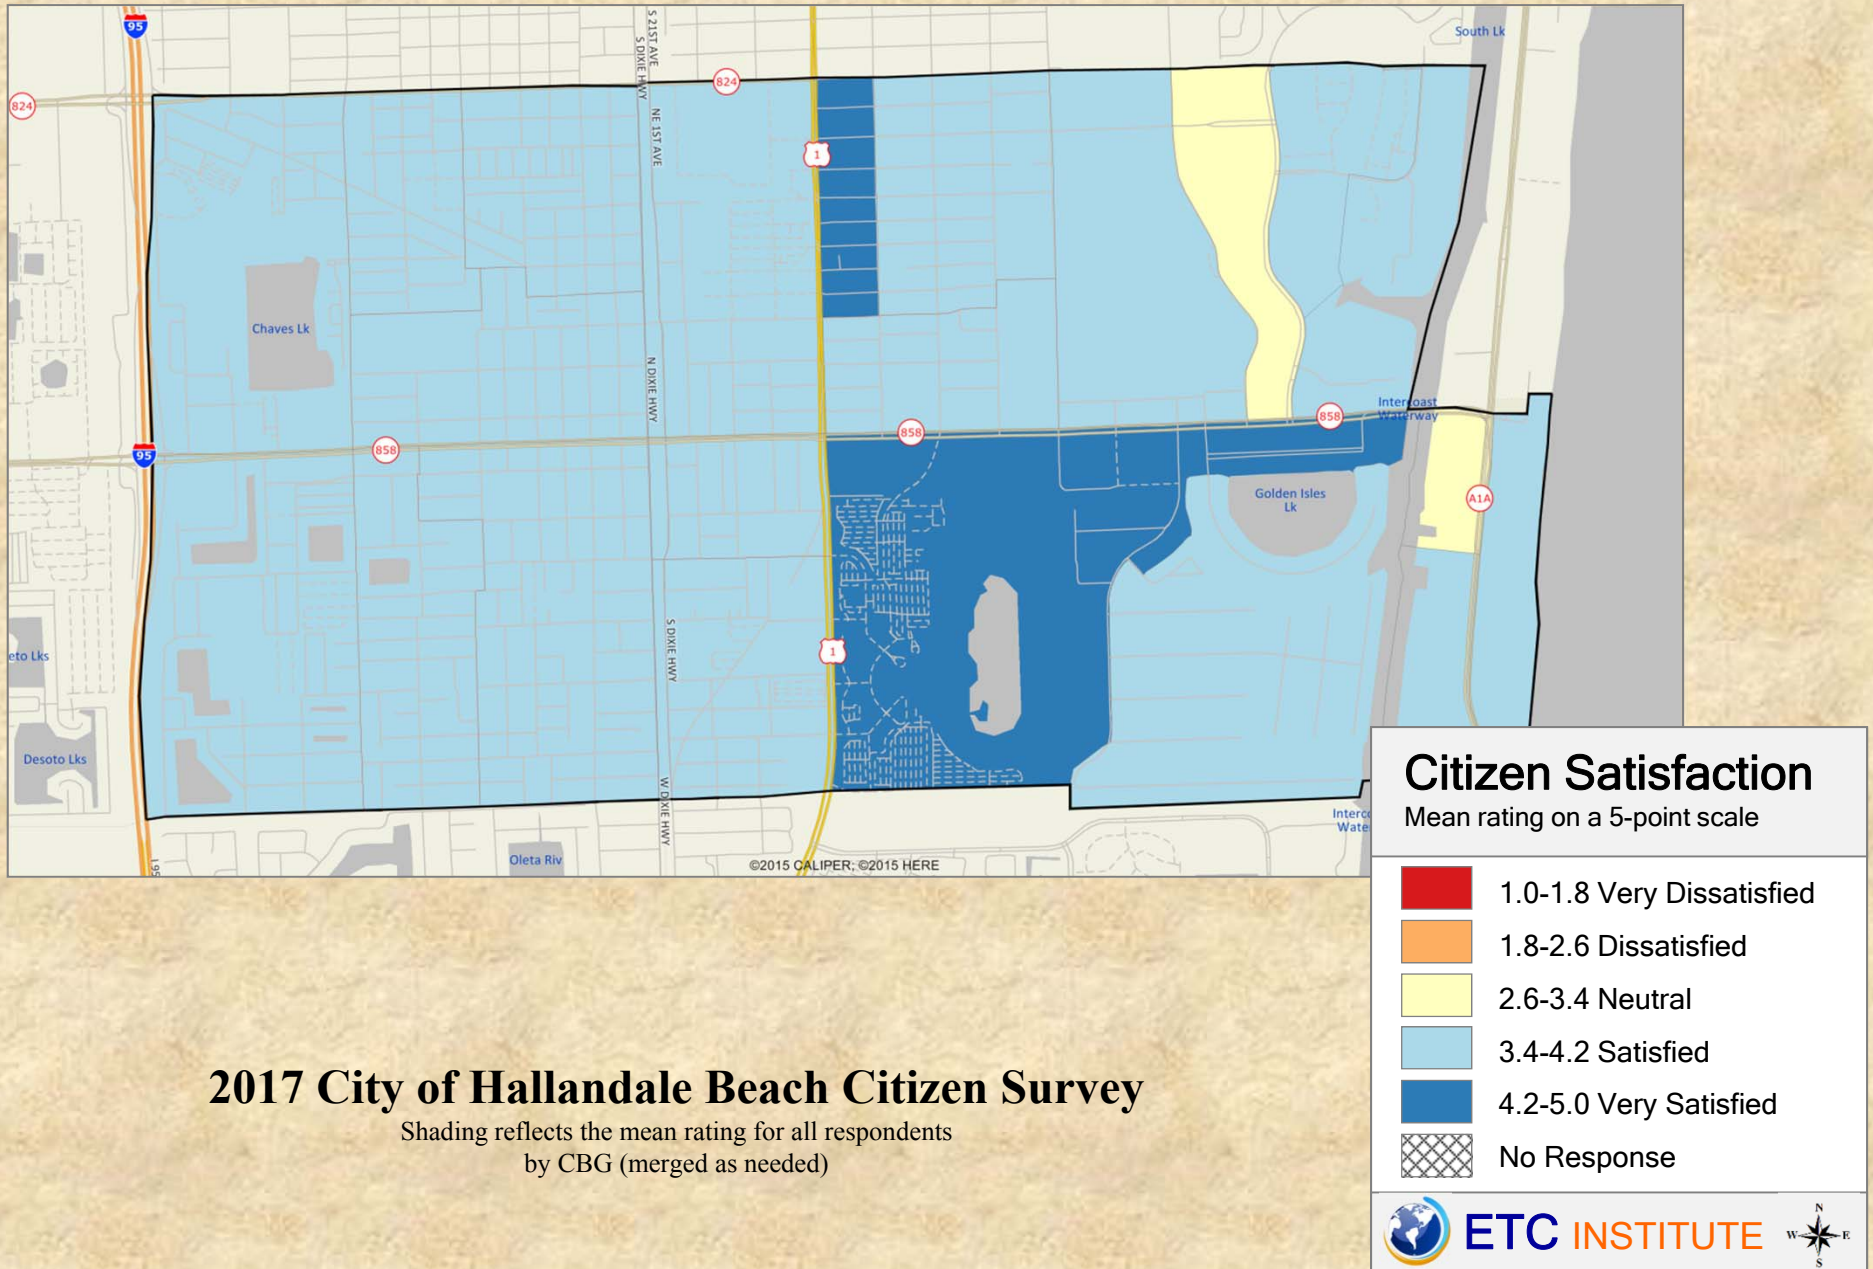 95
S 21ST AVE
S DIXIE HWY
South Lk
824
824
NE 1ST AVE
1
Chaves Lk
N DIXIE HWY
Intercoast
Waterway
858
858
858
95
Golden Isles
Lk
A1A
S DIXIE HWY
1
eto Lks
Desoto Lks
W DIXIE HWY
Interco
Wate
Oleta Riv
I 95
©2015 CALIPER; ©2015 HERE
Citizen Satisfaction
Mean rating on a 5-point scale
1.0-1.8 Very Dissatisfied
1.8-2.6 Dissatisfied
2.6-3.4 Neutral
3.4-4.2 Satisfied
4.2-5.0 Very Satisfied
No Response
2017 City of Hallandale Beach Citizen Survey
Shading reflects the mean rating for all respondents
by CBG (merged as needed)
ETC INSTITUTE
N
W E
S